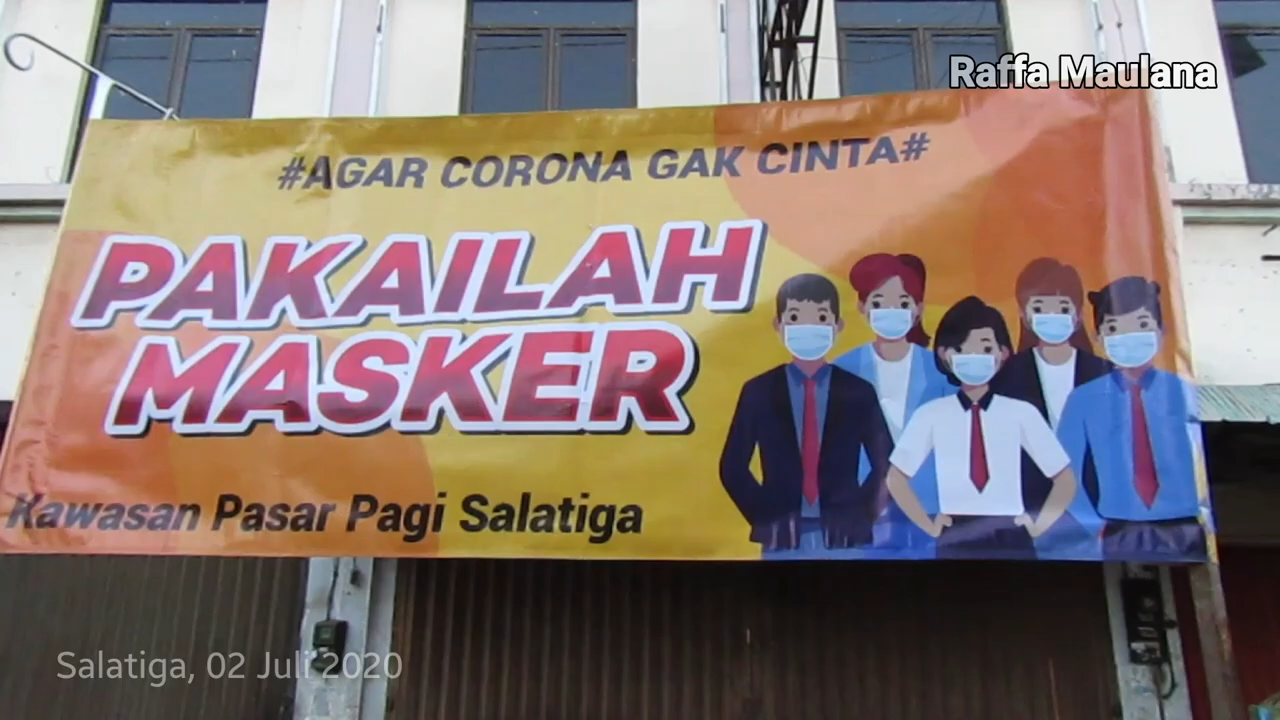 Raffa Maulana
#AGAR CORONA GAK CINTA#
PAKAILAH
MASKER
Kawasan Pasar Pagi Salatiga
Salatiga, 02 Juli 2020